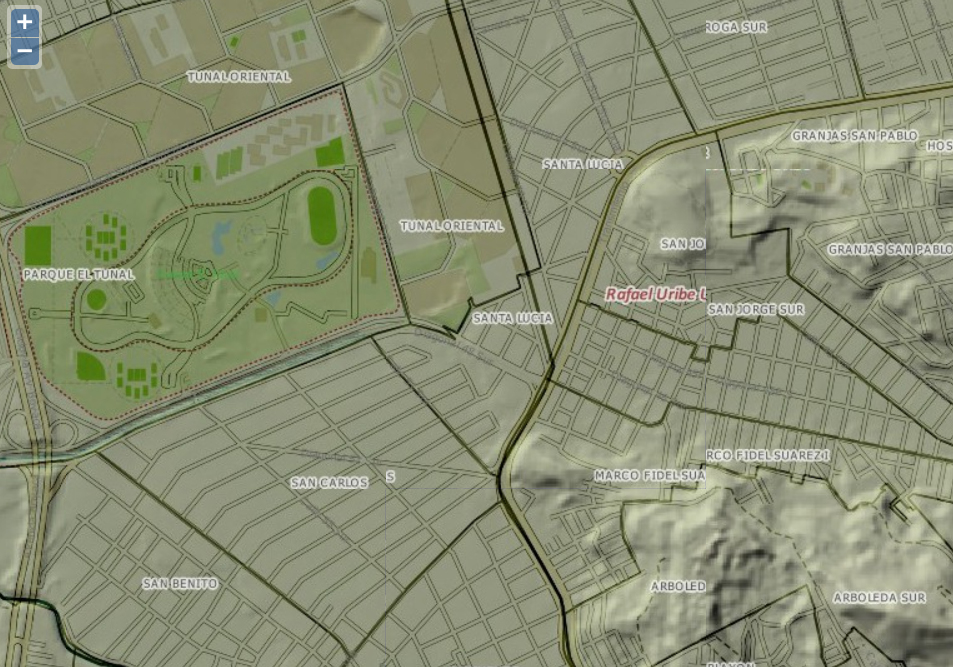 +
−
ROGA SUR
TUNAL ORIENTAL
GRANJAS SAN PABLO
HOS
SANTA LUCIA
TUNAL ORIENTAL
SAN JO
GRANJAS SAN PABLO
PARQUE EL TUNAL
Rafael Uribe U
SAN JORGE SUR
SANTA LUCIA
RCO FIDEL SUAREZ I
MARCO FIDEL SUA
SAN CARLOS
S
SAN BENITO
ARBOLED
ARBOLEDA SUR